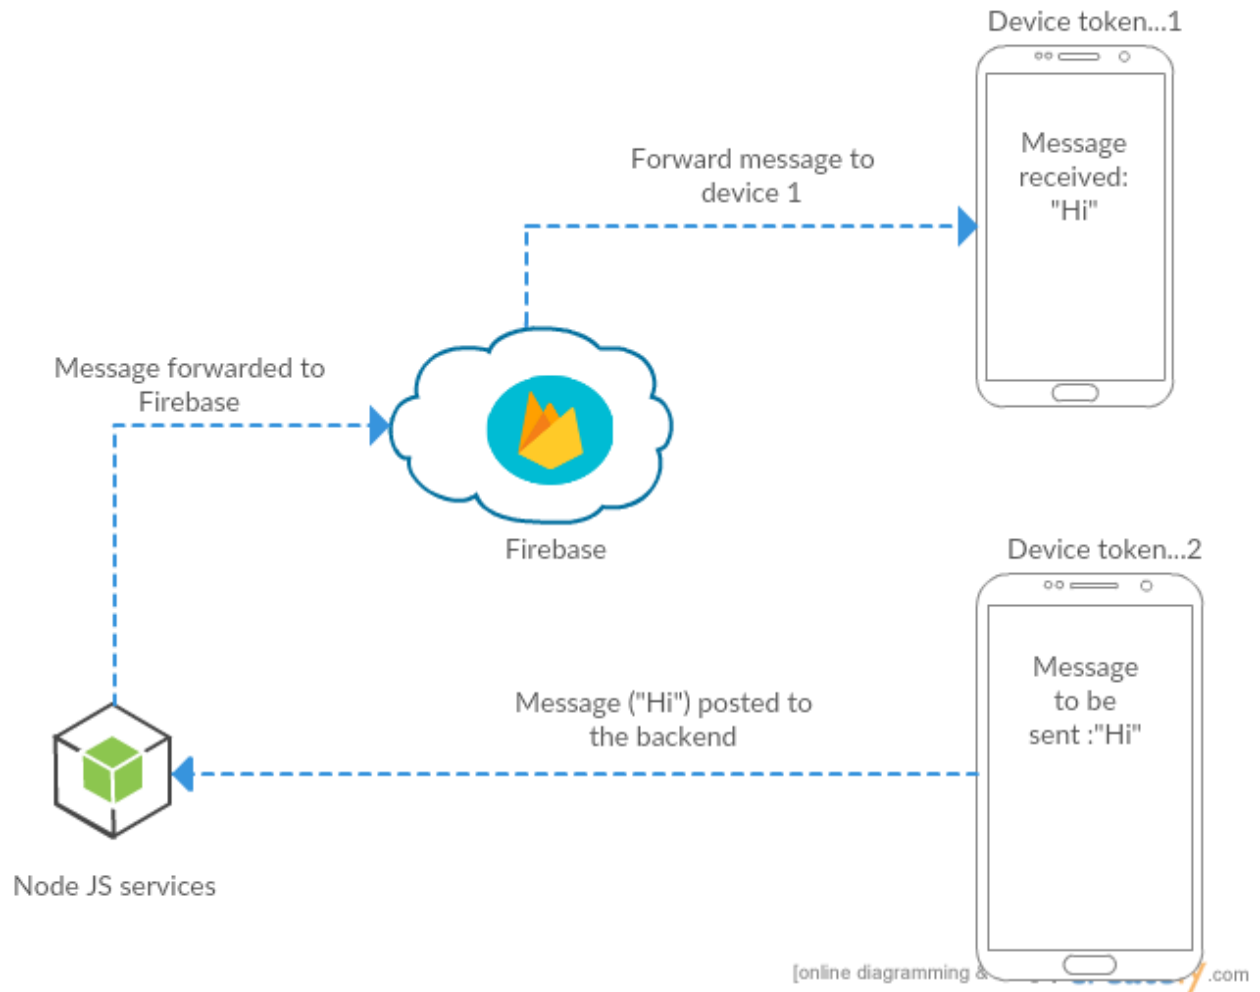 Device token...1
Message
received:
"Hi"
Forward message to
device 1
Message forwarded to
Firebase
Firebase
Device token...2
Message
to be
sent :"Hi"
Message ("Hi") posted to
the backend
Node JS services
[online diagramming &
.com